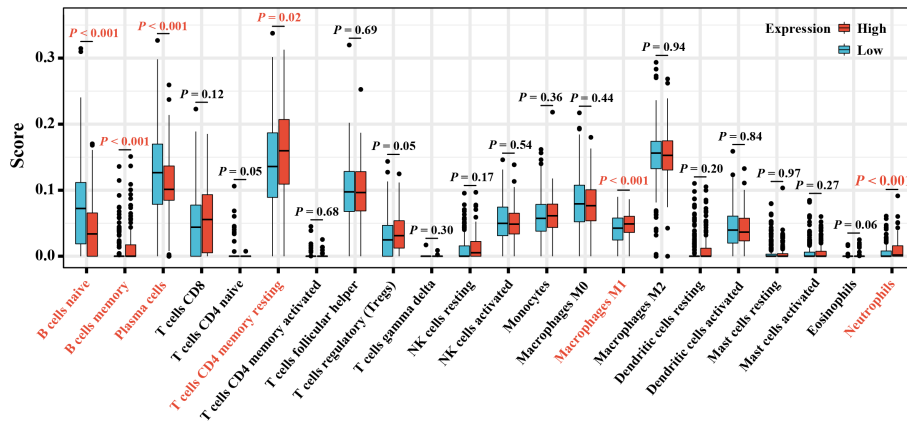 P < 0.001
P < 0.001
P < 0.001
P = 0.12
P = 0.05
P = 0.02
P = 0.68
P = 0.69
P = 0.05
P = 0.30
P = 0.17
P = 0.54
P = 0.36
P = 0.44
P < 0.001
P = 0.94
P = 0.20
P = 0.84
P = 0.97
P = 0.27
P = 0.06
P < 0.001
Expression
High
Low
Score
0.3
0.2
0.1
0.0
B cells naive
B cells memory
Plasma cells
T cells CD8
T cells CD4 naive
T cells CD4 memory resting
T cells CD4 memory activated
T cells follicular helper
T cells regulatory (Tregs)
T cells gamma delta
NK cells resting
NK cells activated
Monocytes
Macrophages M0
Macrophages M1
Macrophages M2
Dendritic cells resting
Dendritic cells activated
Mast cells resting
Mast cells activated
Eosinophils
Neutrophils